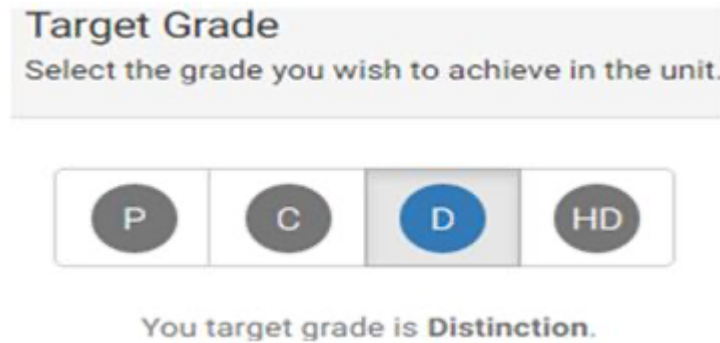 Target Grade
Select the grade you wish to achieve in the unit.
P C D HD
You target grade is Distinction.